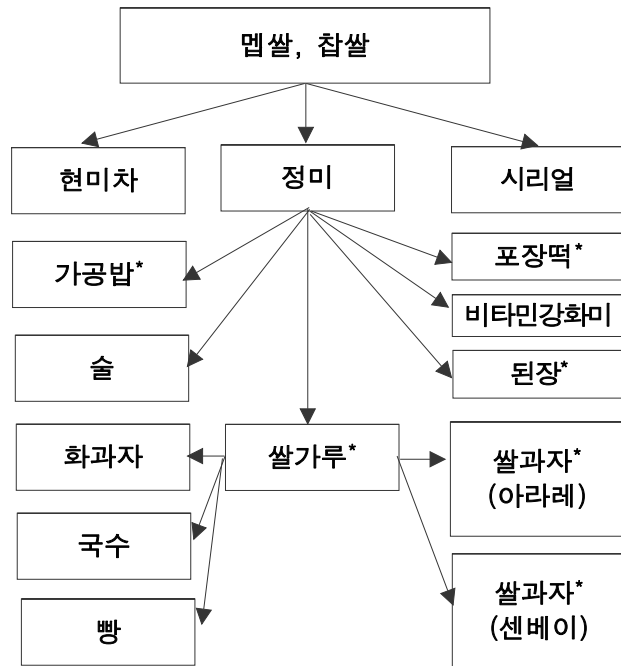 멥쌀, 찹쌀
현미차
정미
시리얼
가공밥*
포장떡*
비타민강화미
술
된장*
화과자
쌀가루*
쌀과자*
(아라레)
국수
쌀과자*
(센베이)
빵